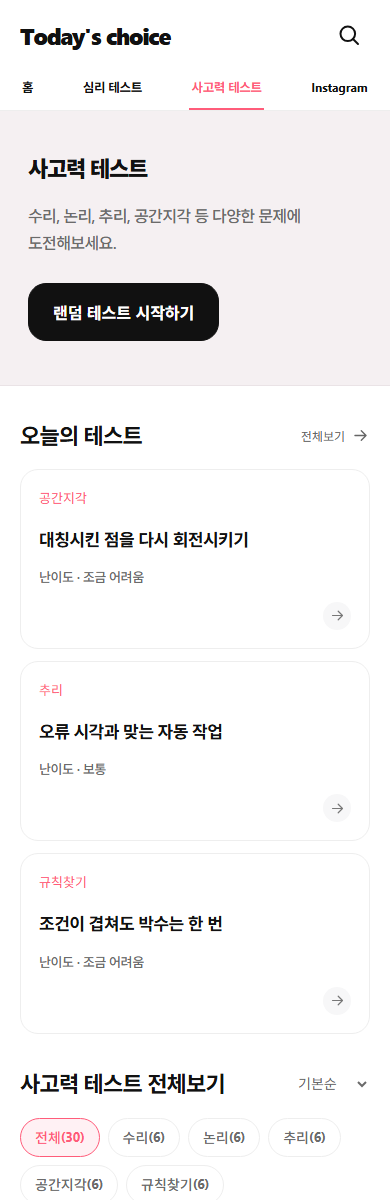 Today's choice
홈 심리 테스트 사고력 테스트 Instagram
사고력 테스트
수리, 논리, 추리, 공간지각 등 다양한 문제에
도전해보세요.
랜덤 테스트 시작하기
오늘의 테스트 전체보기
공간지각
대칭시킨 점을 다시 회전시키기
난이도 · 조금 어려움
추리
오류 시각과 맞는 자동 작업
난이도 · 보통
규칙찾기
조건이 겹쳐도 박수는 한 번
난이도 · 조금 어려움
사고력 테스트 전체보기 기본순
전체(30) 수리(6) 논리(6) 추리(6)
공간지각(6) 규칙찾기(6)